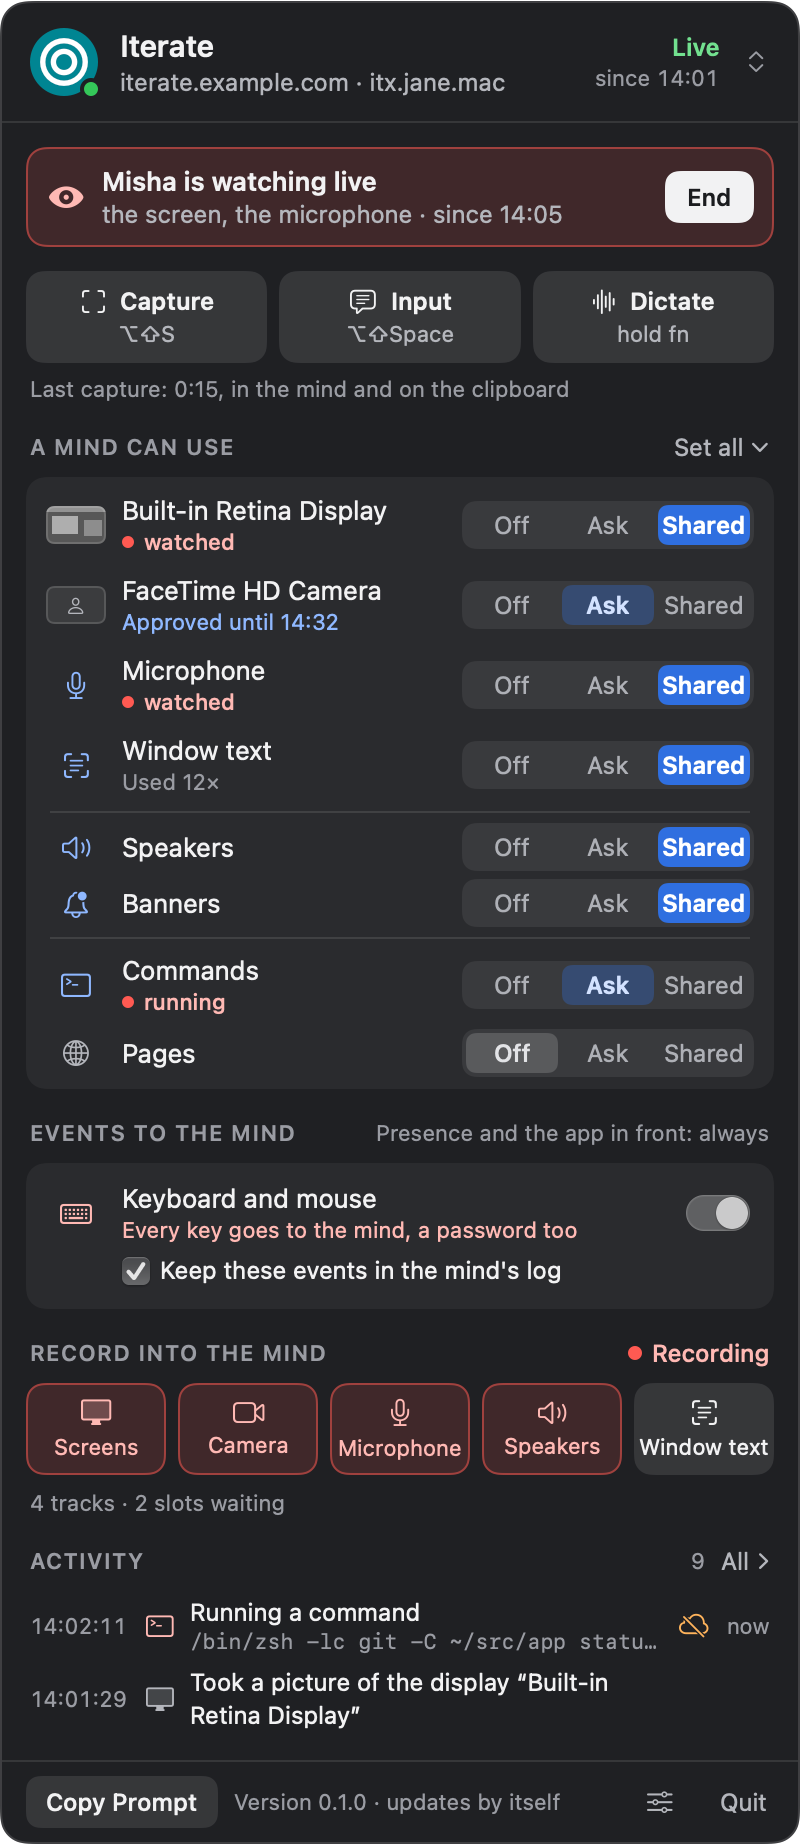 Iterate
iterate.example.com · itx.jane.mac
Live
since 14:01
Misha is watching live
the screen, the microphone · since 14:05
End
Capture
⌥⇧S
Input
⌥⇧Space
Dictate
hold fn
Last capture: 0:15, in the mind and on the clipboard
A MIND CAN USE
Set all
Built-in Retina Display
watched
Off Ask Shared
FaceTime HD Camera
Approved until 14:32
Off Ask Shared
Microphone
watched
Off Ask Shared
Window text
Used 12×
Off Ask Shared
Speakers
Off Ask Shared
Banners
Off Ask Shared
Commands
running
Off Ask Shared
Pages
Off Ask Shared
EVENTS TO THE MIND
Presence and the app in front: always
Keyboard and mouse
Every key goes to the mind, a password too
Keep these events in the mind's log
RECORD INTO THE MIND
Recording
Screens
Camera
Microphone
Speakers
Window text
4 tracks · 2 slots waiting
ACTIVITY
9 All
14:02:11
Running a command
/bin/zsh -lc git -C ~/src/app statu…
now
14:01:29
Took a picture of the display “Built-in
Retina Display”
Copy Prompt
Version 0.1.0 · updates by itself
Quit